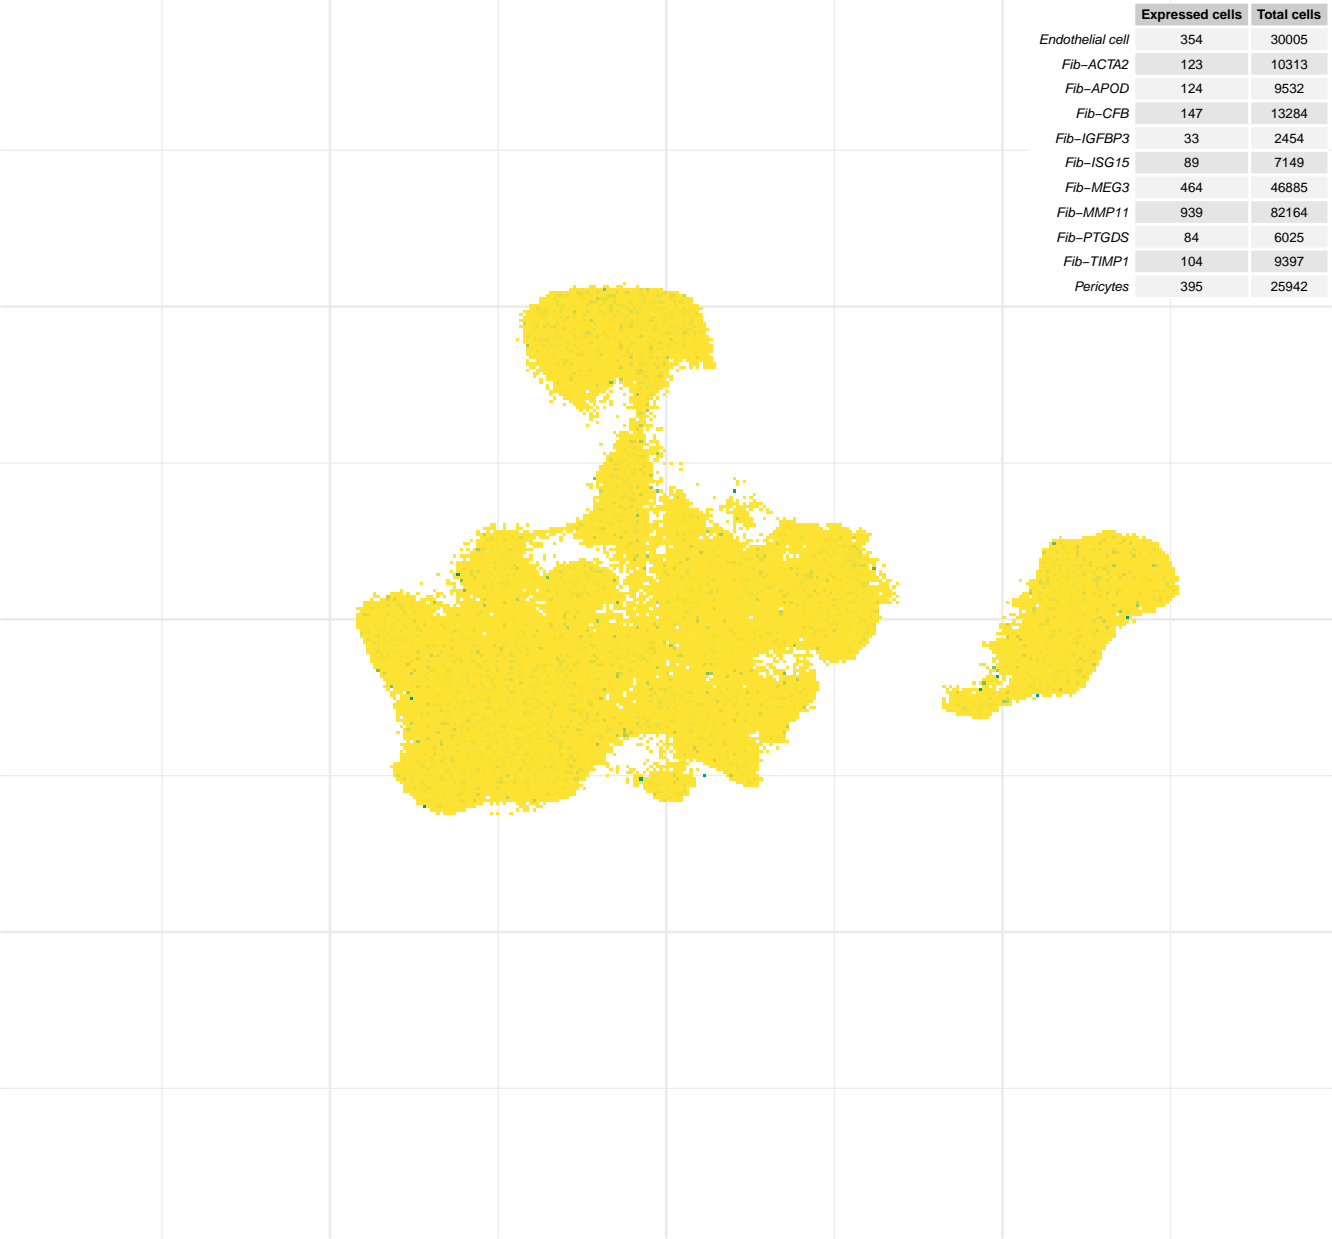 Expressed cells Total cells
Endothelial cell 354 30005
Fib−ACTA2 123 10313
Fib−APOD 124 9532
Fib−CFB 147 13284
Fib−IGFBP3 33 2454
Fib−ISG15 89 7149
Fib−MEG3 464 46885
Fib−MMP11 939 82164
Fib−PTGDS 84 6025
Fib−TIMP1 104 9397
Pericytes 395 25942